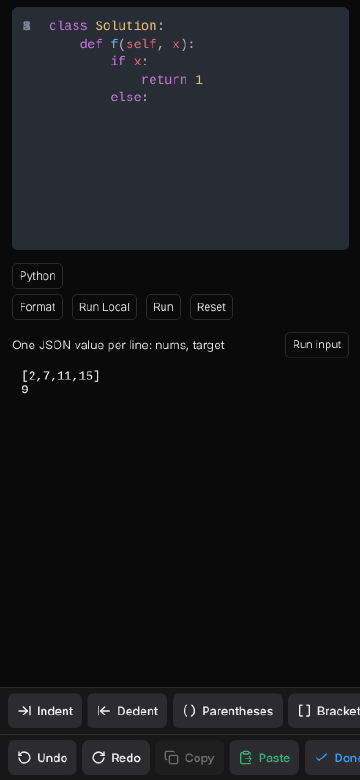 class Solution:
    def f(self, x):
        if x:
            return 1
        else:
Python
Format Run Local Run Reset
One JSON value per line: nums, target Run input
[2,7,11,15]
9
Indent Dedent ( ) Parentheses [ ] Bracket
Undo Redo Copy Paste Done